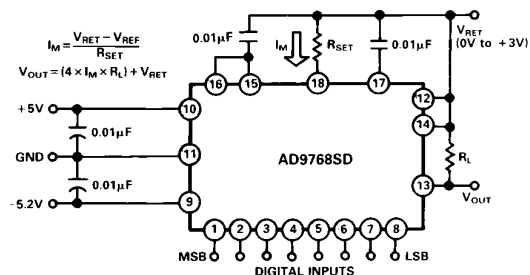 I_M = (V_RET − V_REF) / R_SET
V_OUT = (4 × I_M × R_L) + V_RET
0.01µF
I_M
R_SET
0.01µF
V_RET
(0V to +3V)
16
15
18
17
12
14
13
R_L
V_OUT
+5V
10
0.01µF
GND
11
0.01µF
-5.2V
9
AD9768SD
1
2
3
4
5
6
7
8
MSB
LSB
DIGITAL INPUTS